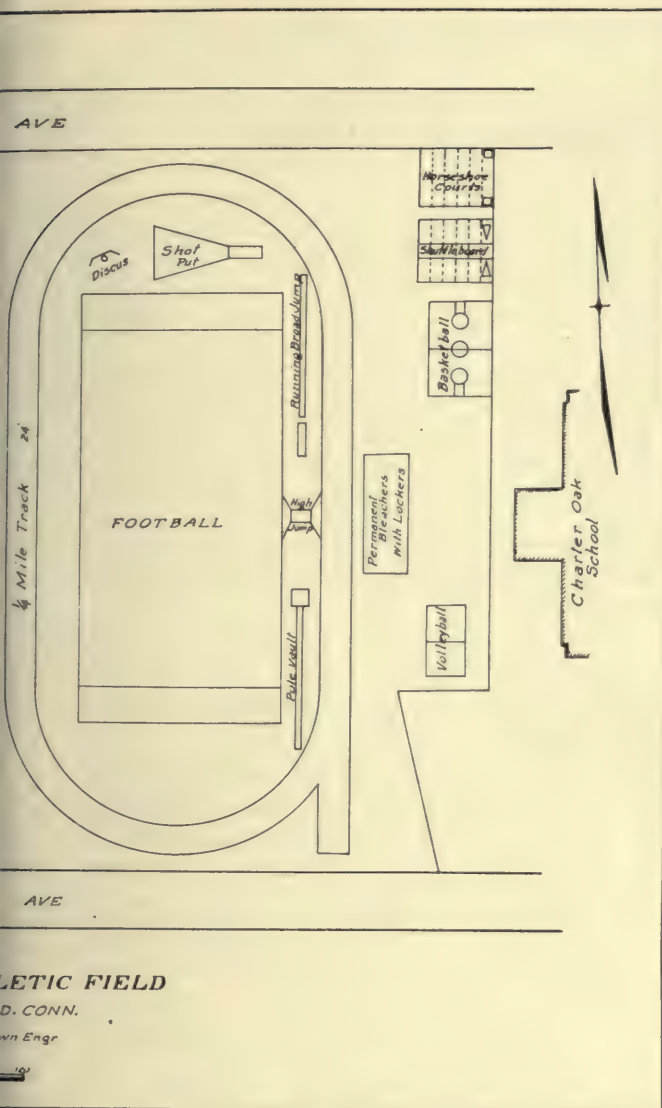 AVE
Horseshoe
Courts
Shuffleboard
Discus
Shot
Put
Running Broad Jump
Basketball
1/4 Mile Track 24'
FOOTBALL
High
Jump
Permanent
Bleachers
With Lockers
Charter Oak
School
Volleyball
Pole Vault
AVE
LETIC FIELD
D. CONN.
wn Engr